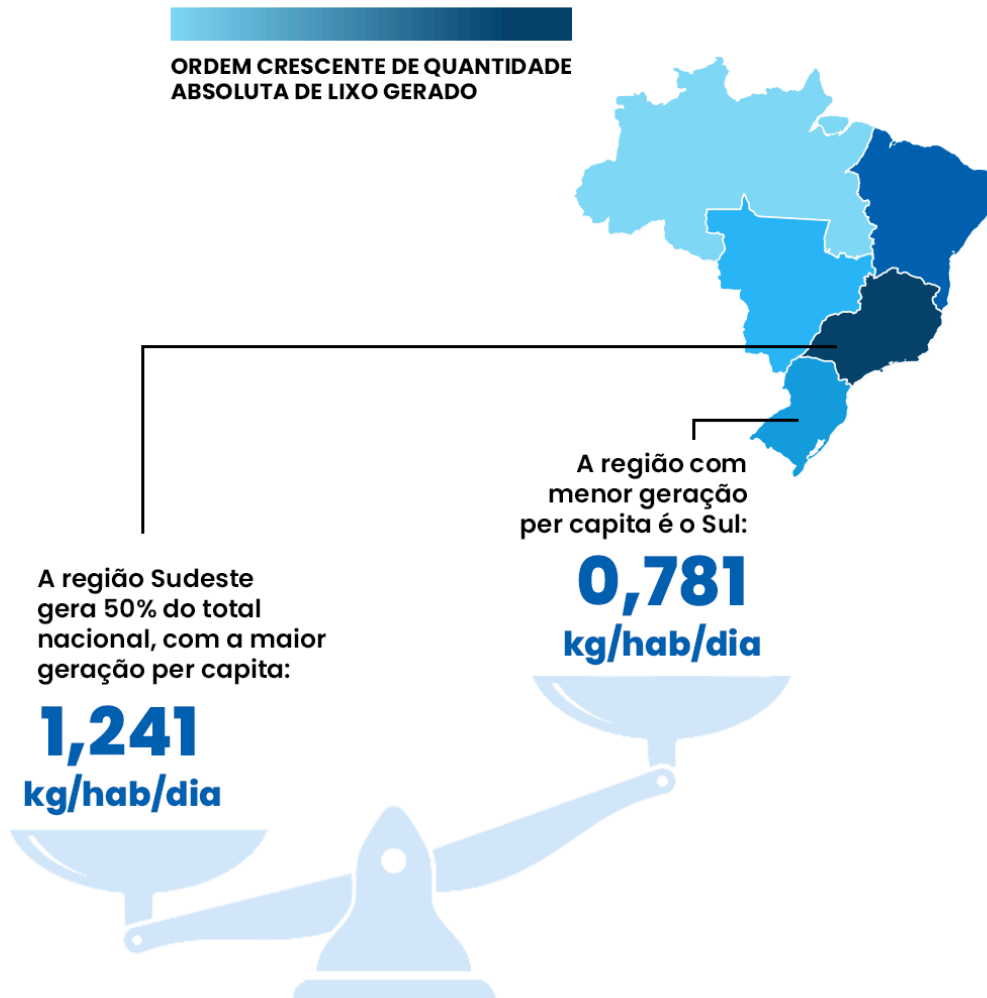 ORDEM CRESCENTE DE QUANTIDADE
ABSOLUTA DE LIXO GERADO
A região com
menor geração
per capita é o Sul:
0,781
kg/hab/dia
A região Sudeste
gera 50% do total
nacional, com a maior
geração per capita:
1,241
kg/hab/dia